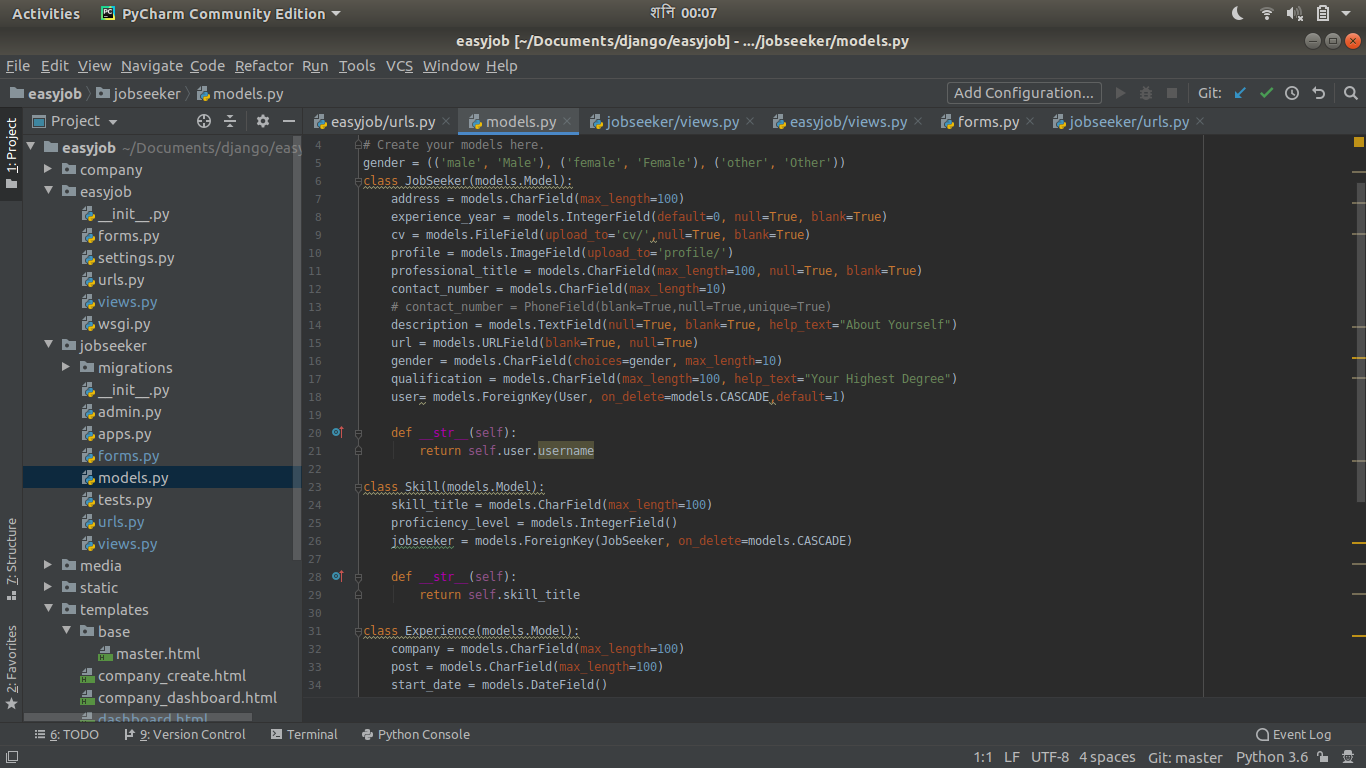 Activities PyCharm Community Edition शनि 00:07
easyjob [~/Documents/django/easyjob] - .../jobseeker/models.py
File Edit View Navigate Code Refactor Run Tools VCS Window Help
easyjob jobseeker models.py Add Configuration... Git:
1: Project
Project
easyjob/urls.py models.py jobseeker/views.py easyjob/views.py forms.py jobseeker/urls.py
easyjob ~/Documents/django/easy
company
easyjob
__init__.py
forms.py
settings.py
urls.py
views.py
wsgi.py
jobseeker
migrations
__init__.py
admin.py
apps.py
forms.py
models.py
tests.py
urls.py
views.py
media
static
templates
base
master.html
company_create.html
company_dashboard.html
dashboard.html
7: Structure
2: Favorites
4 # Create your models here.
5 gender = (('male', 'Male'), ('female', 'Female'), ('other', 'Other'))
6 class JobSeeker(models.Model):
7 address = models.CharField(max_length=100)
8 experience_year = models.IntegerField(default=0, null=True, blank=True)
9 cv = models.FileField(upload_to='cv/',null=True, blank=True)
10 profile = models.ImageField(upload_to='profile/')
11 professional_title = models.CharField(max_length=100, null=True, blank=True)
12 contact_number = models.CharField(max_length=10)
13 # contact_number = PhoneField(blank=True,null=True,unique=True)
14 description = models.TextField(null=True, blank=True, help_text="About Yourself")
15 url = models.URLField(blank=True, null=True)
16 gender = models.CharField(choices=gender, max_length=10)
17 qualification = models.CharField(max_length=100, help_text="Your Highest Degree")
18 user= models.ForeignKey(User, on_delete=models.CASCADE,default=1)
19
20 def __str__(self):
21 return self.user.username
22
23 class Skill(models.Model):
24 skill_title = models.CharField(max_length=100)
25 proficiency_level = models.IntegerField()
26 jobseeker = models.ForeignKey(JobSeeker, on_delete=models.CASCADE)
27
28 def __str__(self):
29 return self.skill_title
30
31 class Experience(models.Model):
32 company = models.CharField(max_length=100)
33 post = models.CharField(max_length=100)
34 start_date = models.DateField()
6: TODO 9: Version Control Terminal Python Console Event Log
1:1 LF UTF-8 4 spaces Git: master Python 3.6